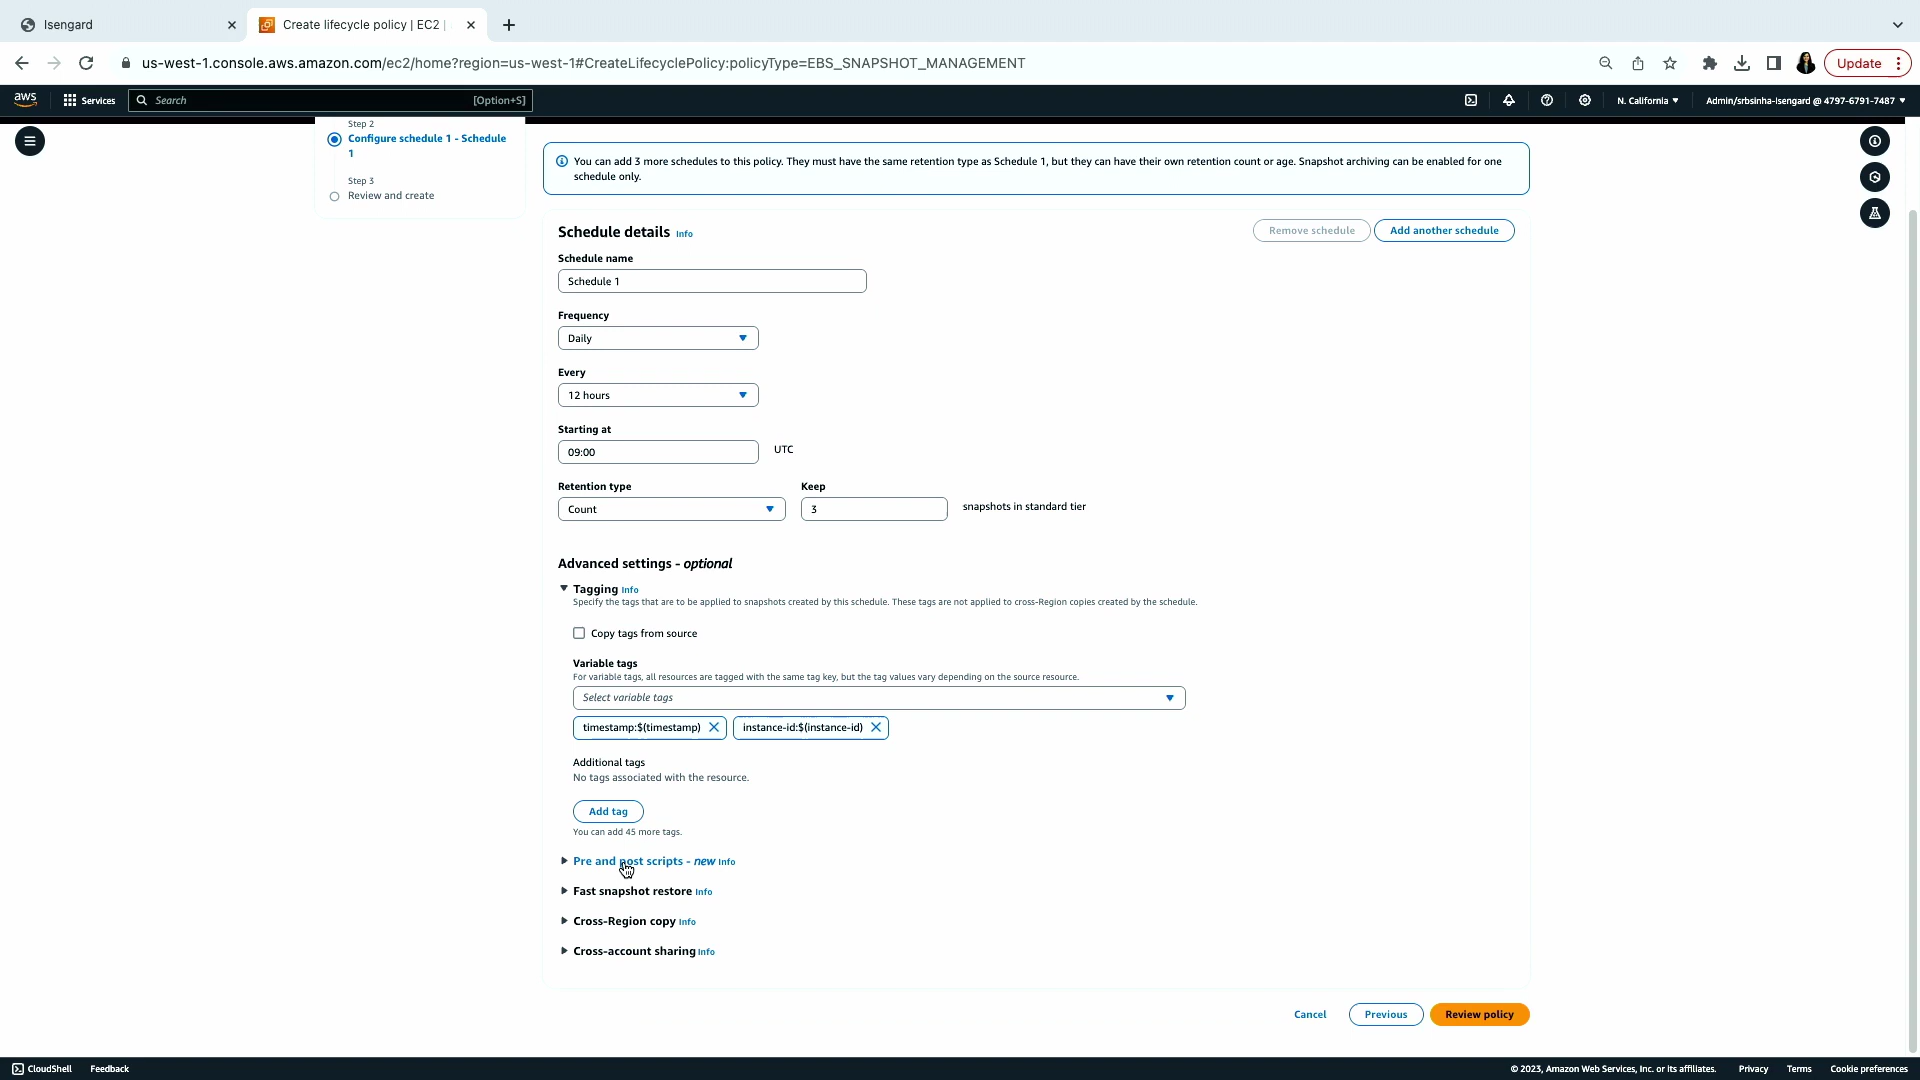 Isengard
Create lifecycle policy | EC2 |
us-west-1.console.aws.amazon.com/ec2/home?region=us-west-1#CreateLifecyclePolicy:policyType=EBS_SNAPSHOT_MANAGEMENT
Update
aws
Services
Search
[Option+S]
N. California
Admin/srbsinha-Isengard @ 4797-6791-7487
Step 2
Configure schedule 1 - Schedule
1
Step 3
Review and create
You can add 3 more schedules to this policy. They must have the same retention type as Schedule 1, but they can have their own retention count or age. Snapshot archiving can be enabled for one
schedule only.
Schedule details Info
Remove schedule
Add another schedule
Schedule name
Schedule 1
Frequency
Daily
Every
12 hours
Starting at
09:00
UTC
Retention type
Keep
Count
3
snapshots in standard tier
Advanced settings - optional
Tagging Info
Specify the tags that are to be applied to snapshots created by this schedule. These tags are not applied to cross-Region copies created by the schedule.
Copy tags from source
Variable tags
For variable tags, all resources are tagged with the same tag key, but the tag values vary depending on the source resource.
Select variable tags
timestamp:$(timestamp)
instance-id:$(instance-id)
Additional tags
No tags associated with the resource.
Add tag
You can add 45 more tags.
Pre and post scripts - new Info
Fast snapshot restore Info
Cross-Region copy Info
Cross-account sharing Info
Cancel
Previous
Review policy
CloudShell
Feedback
© 2023, Amazon Web Services, Inc. or its affiliates.
Privacy
Terms
Cookie preferences